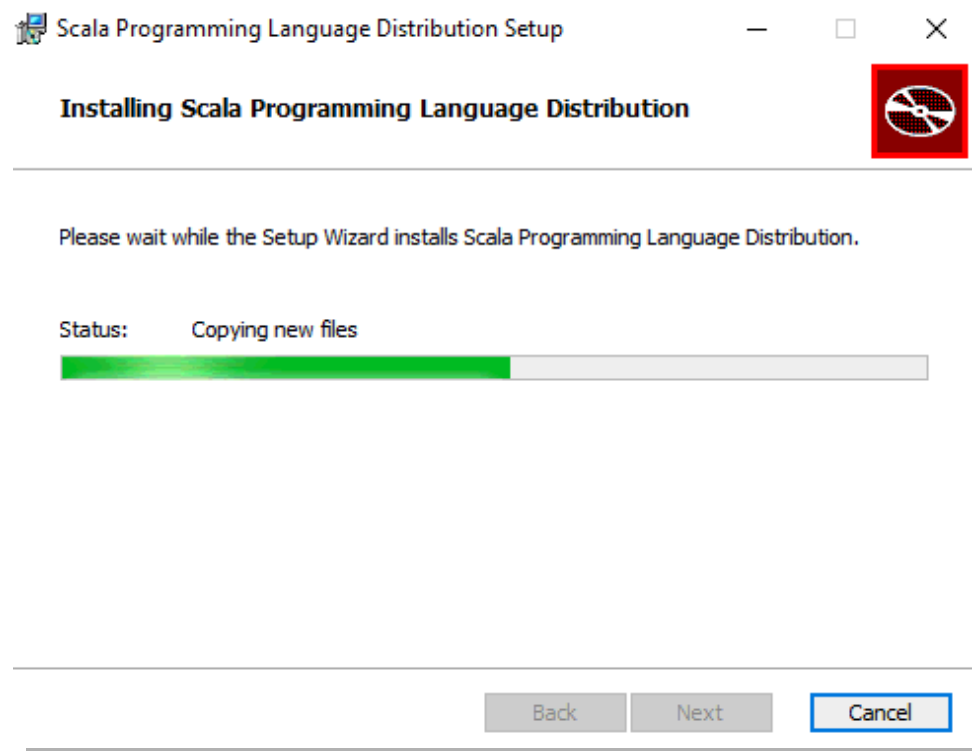 Scala Programming Language Distribution Setup
Installing Scala Programming Language Distribution
Please wait while the Setup Wizard installs Scala Programming Language Distribution.
Status: Copying new files
Back Next Cancel